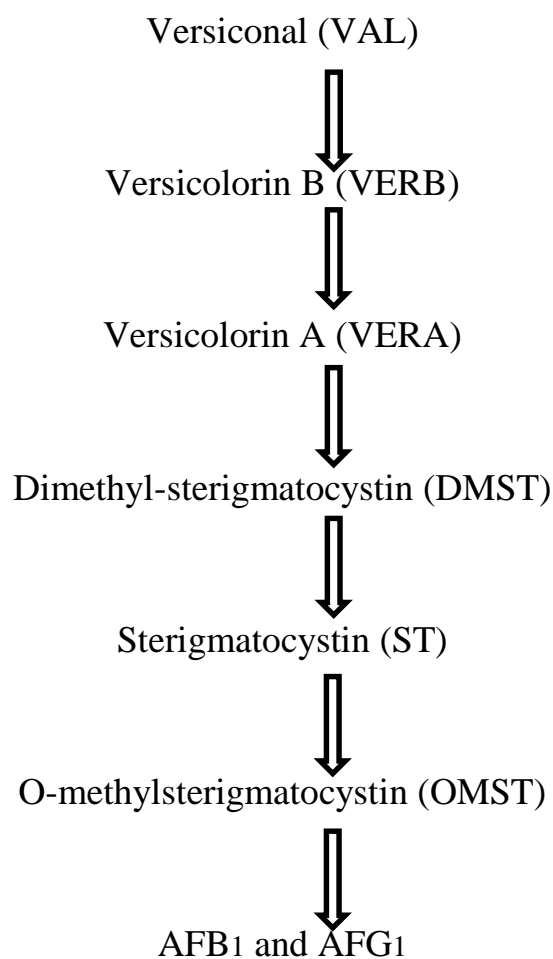 Versiconal (VAL)
Versicolorin B (VERB)
Versicolorin A (VERA)
Dimethyl-sterigmatocystin (DMST)
Sterigmatocystin (ST)
O-methylsterigmatocystin (OMST)
AFB1 and AFG1